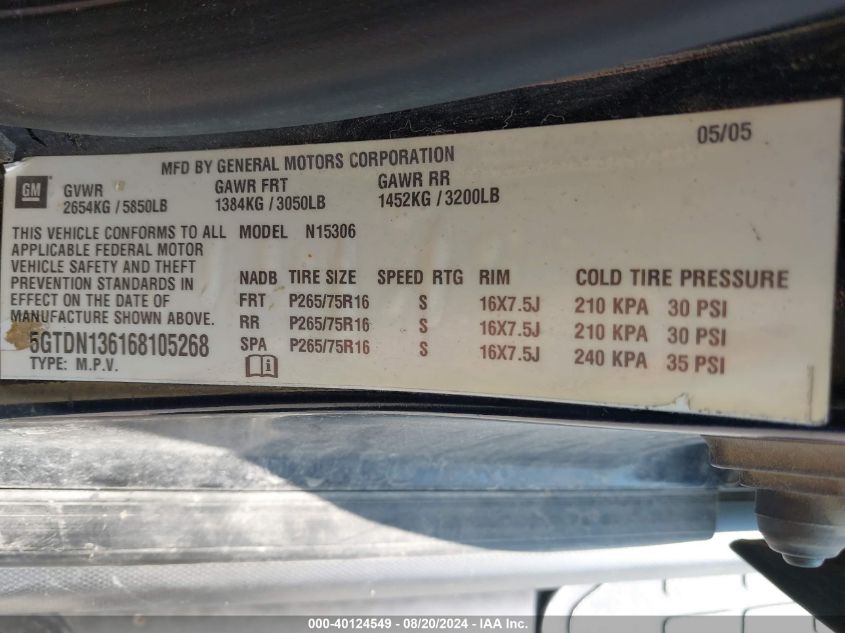 05/05
MFD BY GENERAL MOTORS CORPORATION
GM
GVWR GAWR FRT GAWR RR
2654KG / 5850LB 1384KG / 3050LB 1452KG / 3200LB
THIS VEHICLE CONFORMS TO ALL MODEL N15306
APPLICABLE FEDERAL MOTOR
VEHICLE SAFETY AND THEFT
PREVENTION STANDARDS IN
EFFECT ON THE DATE OF
MANUFACTURE SHOWN ABOVE.
5GTDN136168105268
TYPE: M.P.V.
NADB TIRE SIZE SPEED RTG RIM COLD TIRE PRESSURE
FRT P265/75R16 S 16X7.5J 210 KPA 30 PSI
RR P265/75R16 S 16X7.5J 210 KPA 30 PSI
SPA P265/75R16 S 16X7.5J 240 KPA 35 PSI
000-40124549 - 08/20/2024 - IAA Inc.